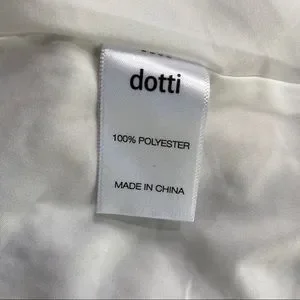 dotti
100% POLYESTER
MADE IN CHINA